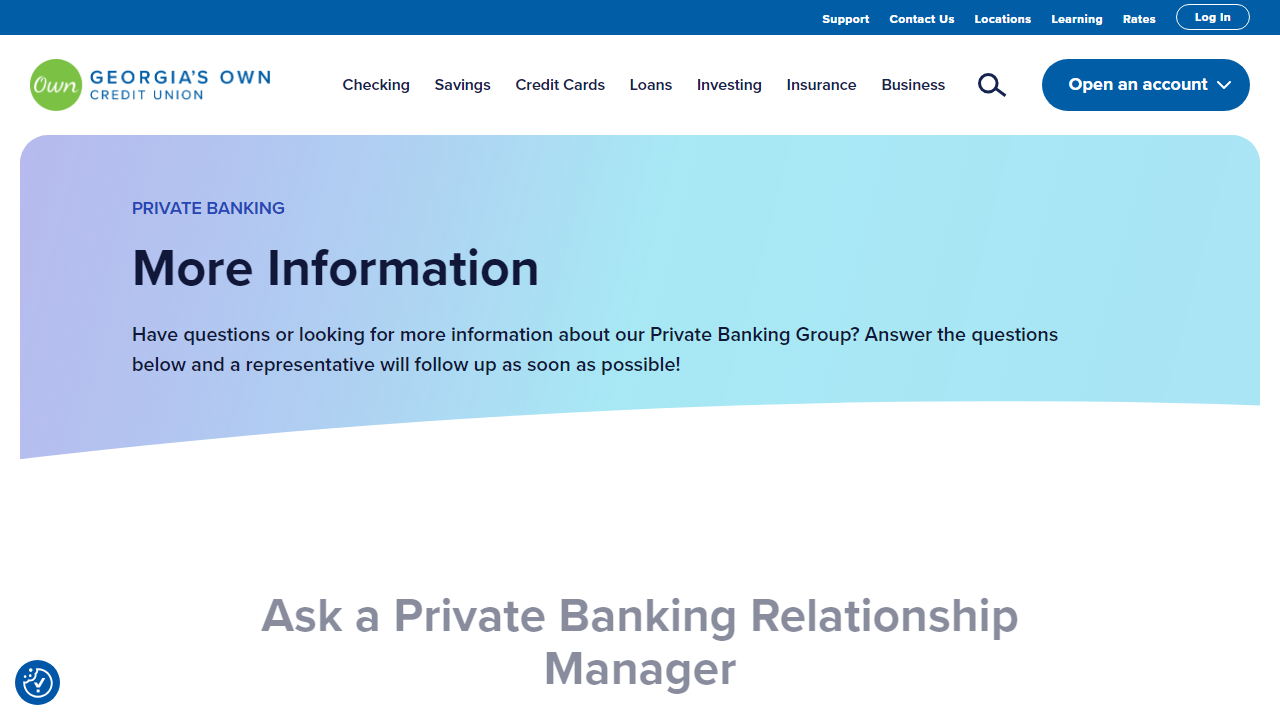 Support Contact Us Locations Learning Rates Log In
Own
GEORGIA'S OWN
CREDIT UNION
Checking Savings Credit Cards Loans Investing Insurance Business
Open an account
PRIVATE BANKING
More Information
Have questions or looking for more information about our Private Banking Group? Answer the questions
below and a representative will follow up as soon as possible!
Ask a Private Banking Relationship
Manager